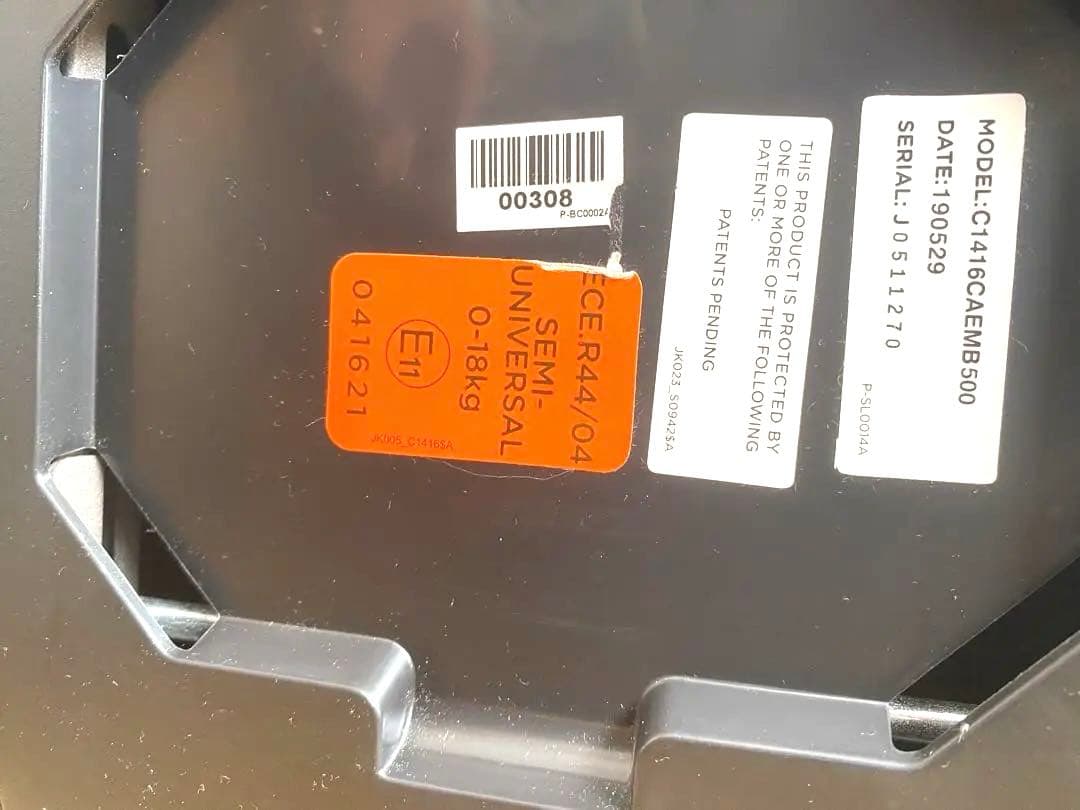 MODEL:C1416CAEMB500
DATE:190529
SERIAL: J0511270
P-SL0014A
THIS PRODUCT IS PROTECTED BY
ONE OR MORE OF THE FOLLOWING
PATENTS:
PATENTS PENDING
JK023_S0942$A
ECE.R44/04
SEMI-
UNIVERSAL
0-18kg
E11
041621
JK005_C1416$A
00308
P-BC0002A